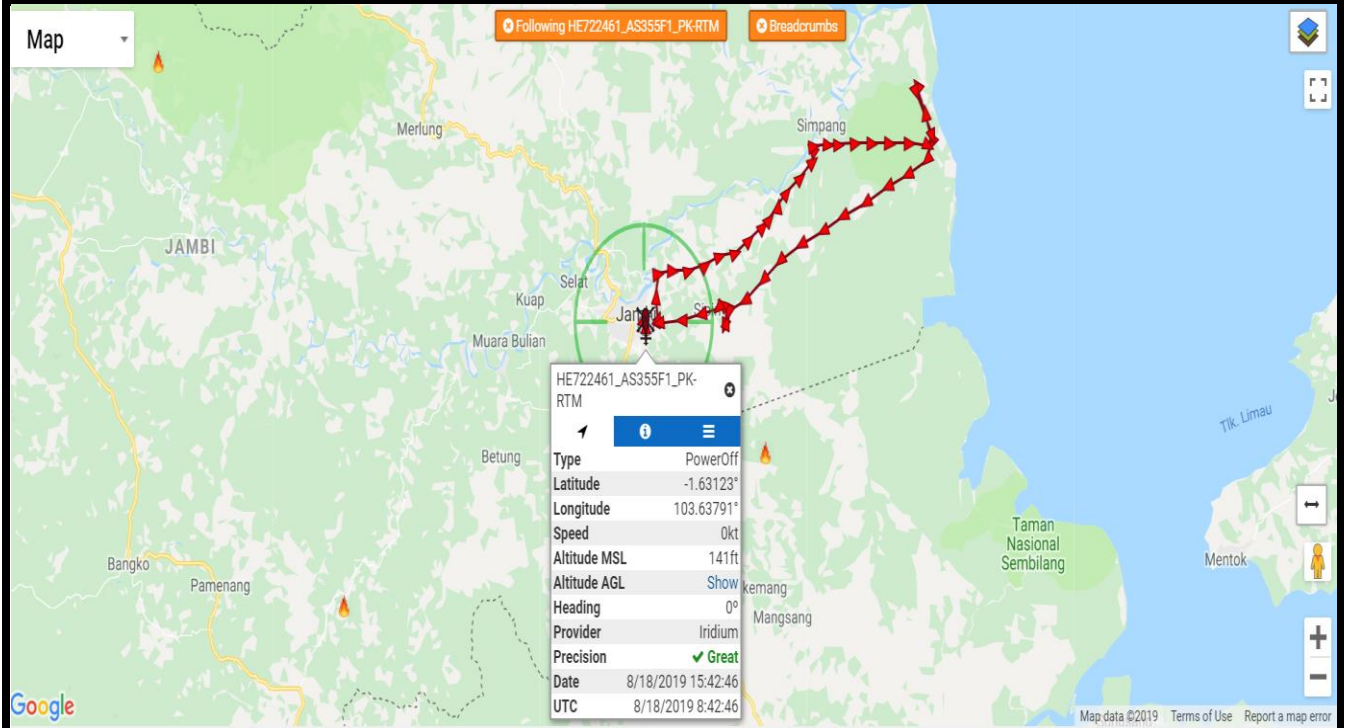 Map
Following HE722461_AS355F1_PK-RTM
Breadcrumbs
Merlung
Simpang
JAMBI
Selat
Kuap
Muara Bulian
HE722461_AS355F1_PK-
RTM
Betung
Type PowerOff
Latitude -1.63123°
Longitude 103.63791°
Speed 0kt
Altitude MSL 141ft
Altitude AGL Show
Heading 0°
Provider Iridium
Precision Great
Date 8/18/2019 15:42:46
UTC 8/18/2019 8:42:46
Tlk. Limau
Taman
Nasional
Sembilang
Mentok
Bangko
Pamenang
kemang
Mangsang
Google
Map data ©2019 Terms of Use Report a map error